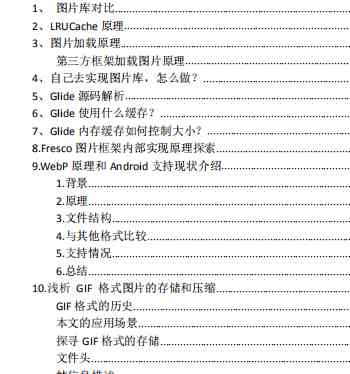 1、 图片库对比
2、LRUCache 原理
3、图片加载原理
第三方框架加载图片原理
4、自己去实现图片库，怎么做？
5、Glide 源码解析
6、Glide 使用什么缓存？
7、Glide 内存缓存如何控制大小？
8.Fresco 图片框架内部实现原理探索
9.WebP 原理和 Android 支持现状介绍
1.背景
2.原理
3.文件结构
4.与其他格式比较
5.支持情况
6.总结
10.浅析 GIF 格式图片的存储和压缩
GIF 格式的历史
本文的应用场景
探寻 GIF 格式的存储
文件头